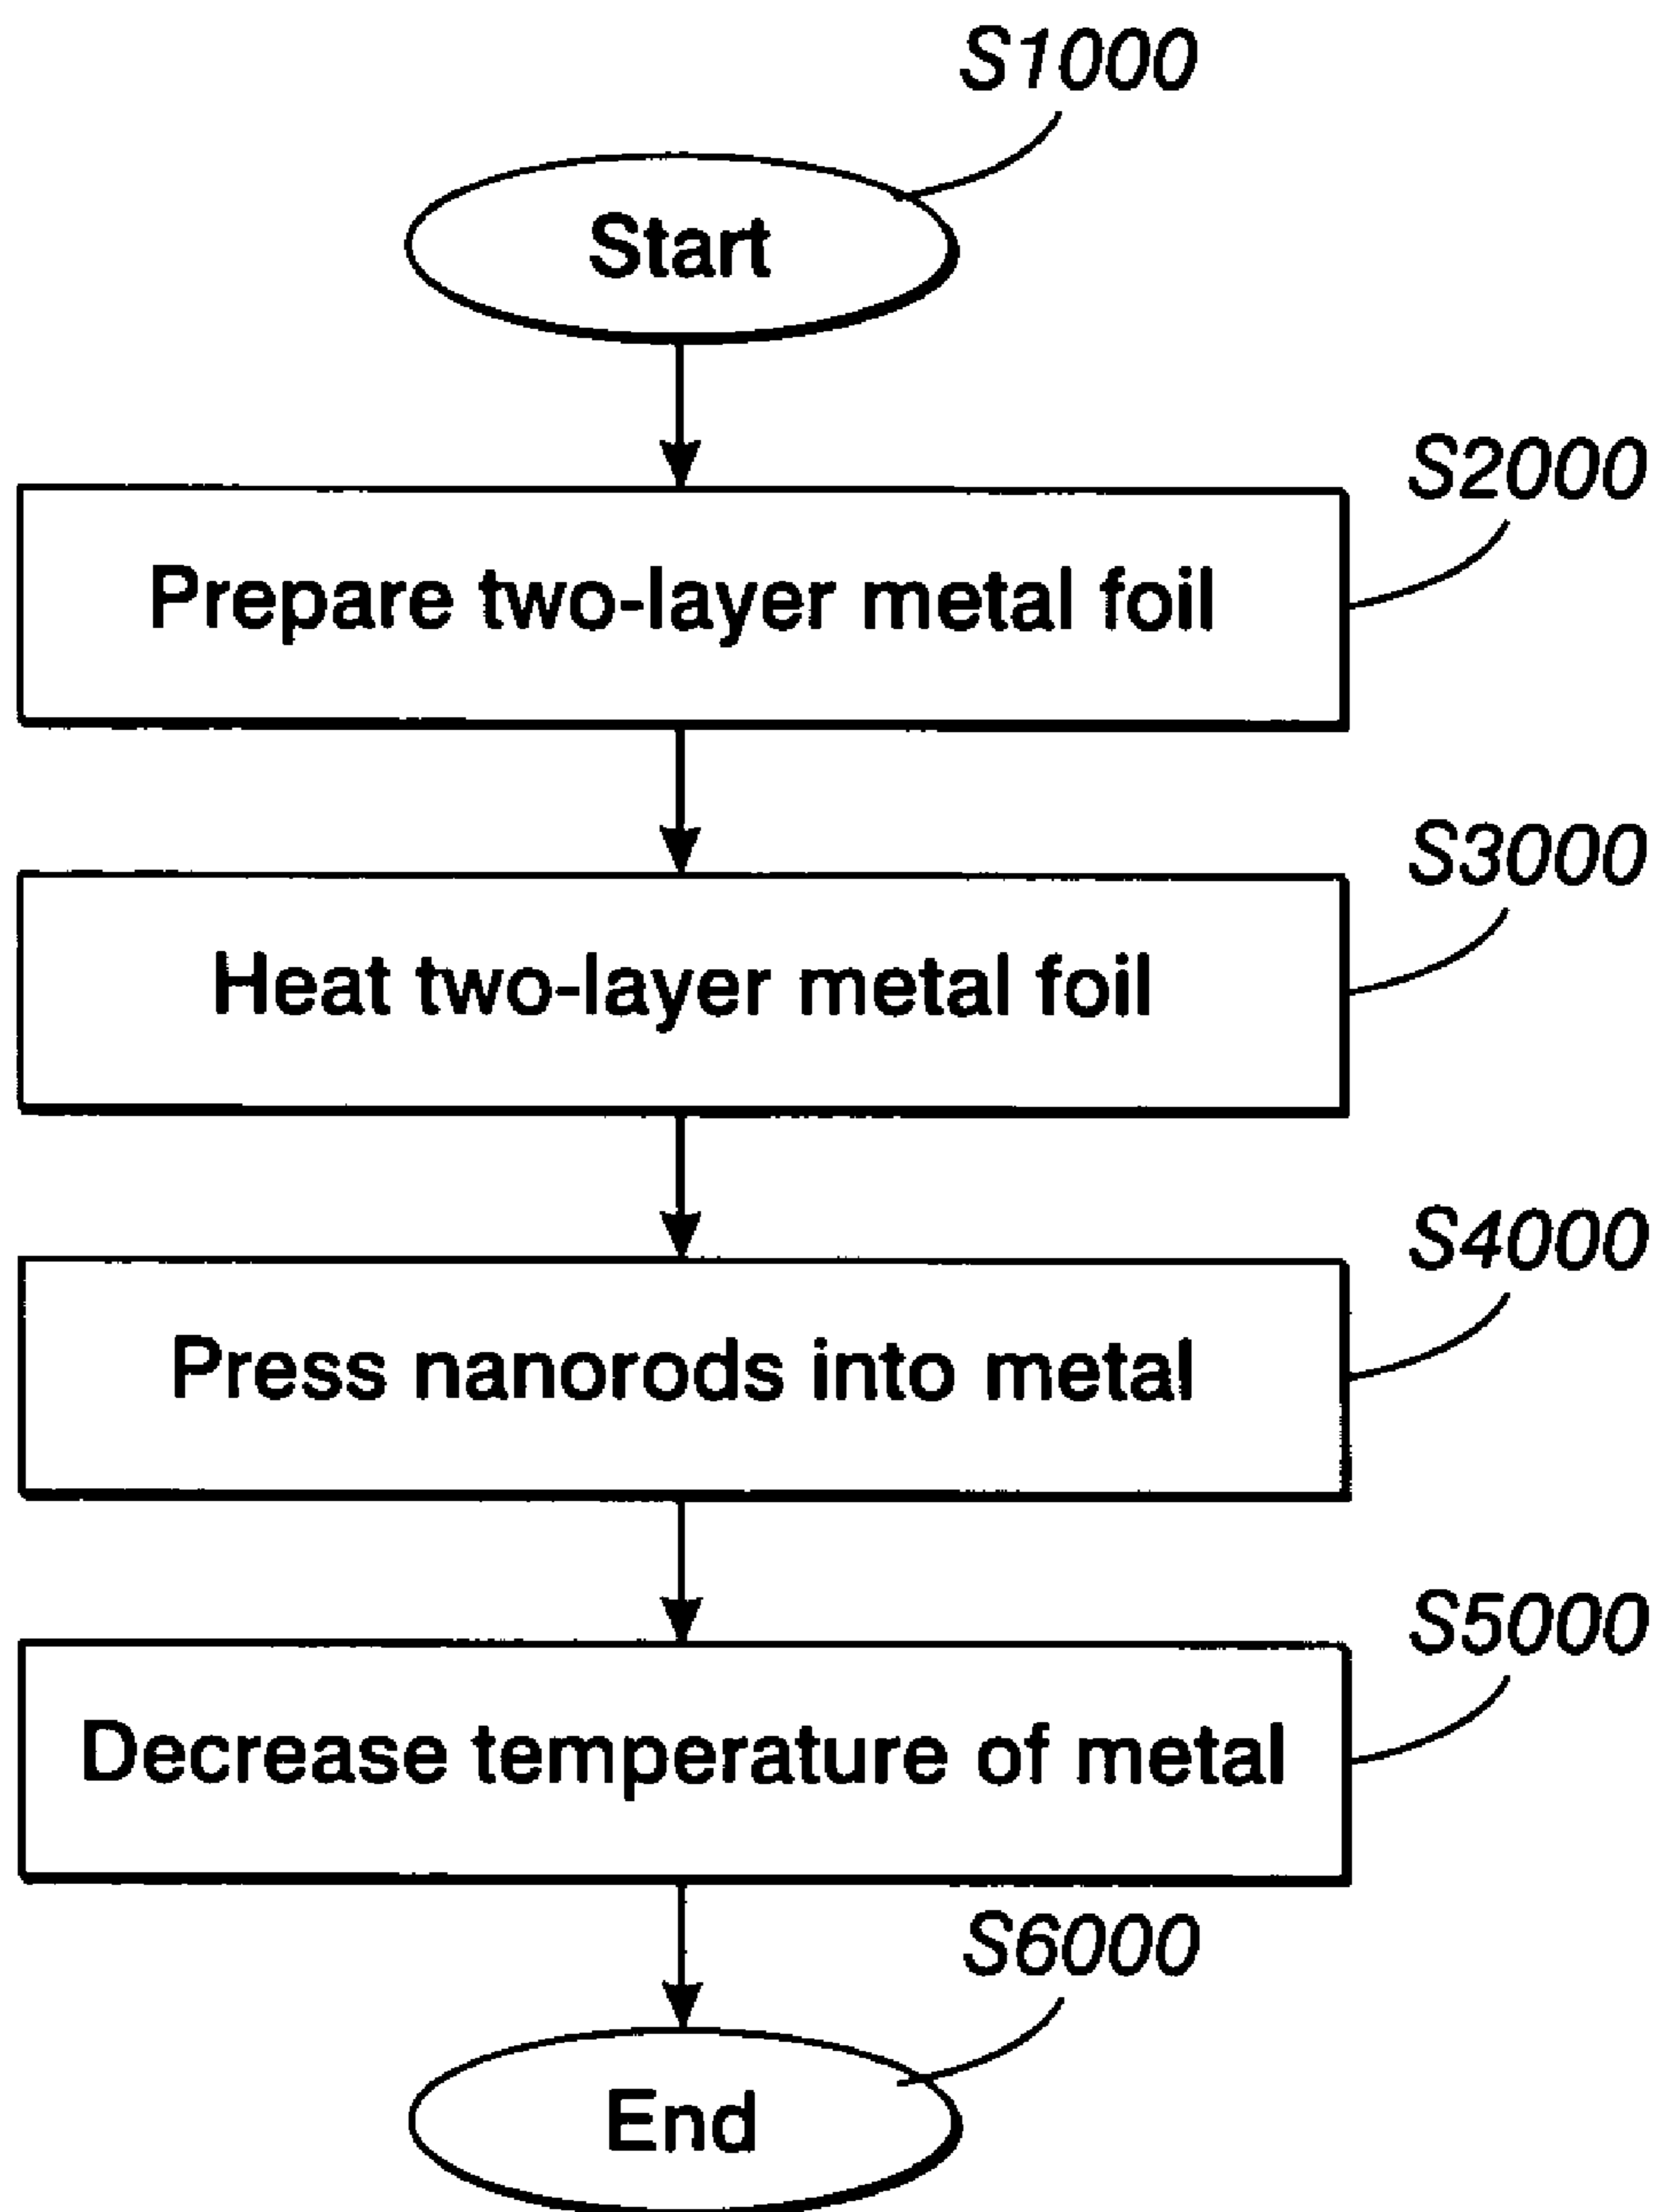 S1000
Start
S2000
Prepare two-layer metal foil
S3000
Heat two-layer metal foil
S4000
Press nanorods into metal
S5000
Decrease temperature of metal
S6000
End